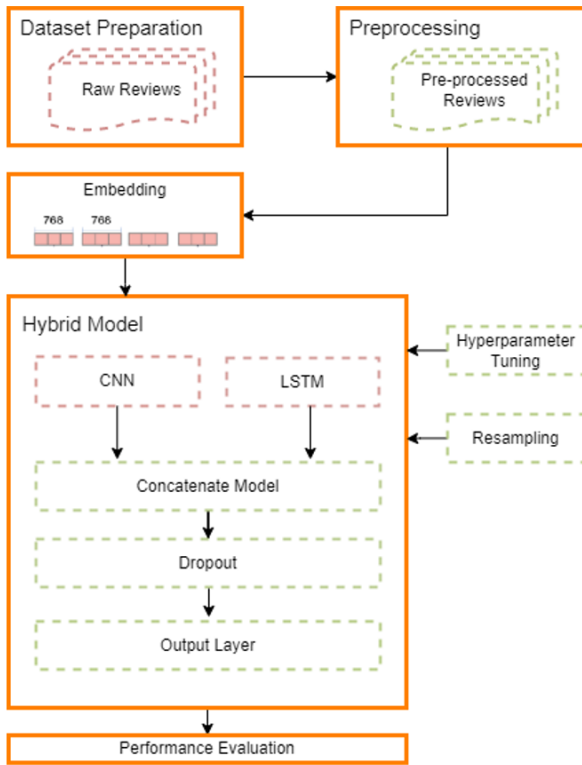 Dataset Preparation
Raw Reviews
Preprocessing
Pre-processed
Reviews
Embedding
768
768
Hybrid Model
CNN
LSTM
Concatenate Model
Dropout
Output Layer
Hyperparameter
Tuning
Resampling
Performance Evaluation